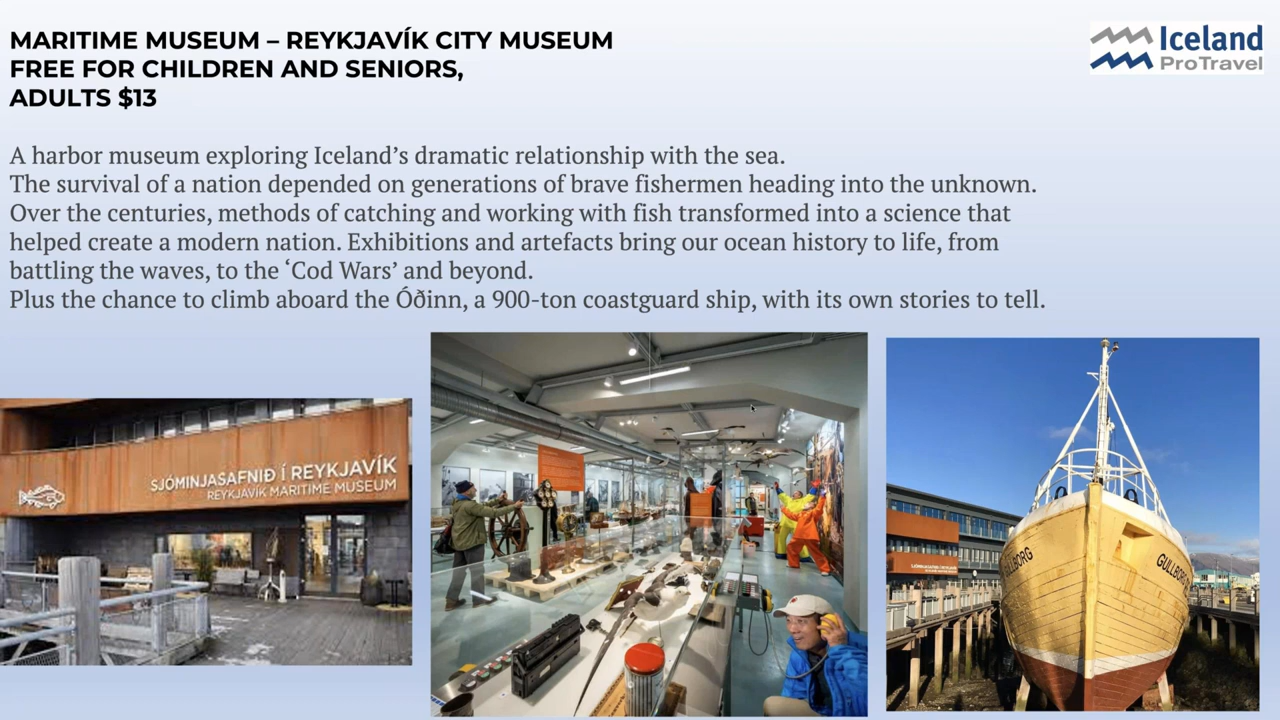 MARITIME MUSEUM – REYKJAVÍK CITY MUSEUM
FREE FOR CHILDREN AND SENIORS,
ADULTS $13
Iceland
ProTravel
A harbor museum exploring Iceland’s dramatic relationship with the sea.
The survival of a nation depended on generations of brave fishermen heading into the unknown.
Over the centuries, methods of catching and working with fish transformed into a science that
helped create a modern nation. Exhibitions and artefacts bring our ocean history to life, from
battling the waves, to the ‘Cod Wars’ and beyond.
Plus the chance to climb aboard the Óðinn, a 900-ton coastguard ship, with its own stories to tell.
SJÓMINJASAFNIÐ Í REYKJAVÍK
REYKJAVÍK MARITIME MUSEUM
GULLBORG
GULLBORG